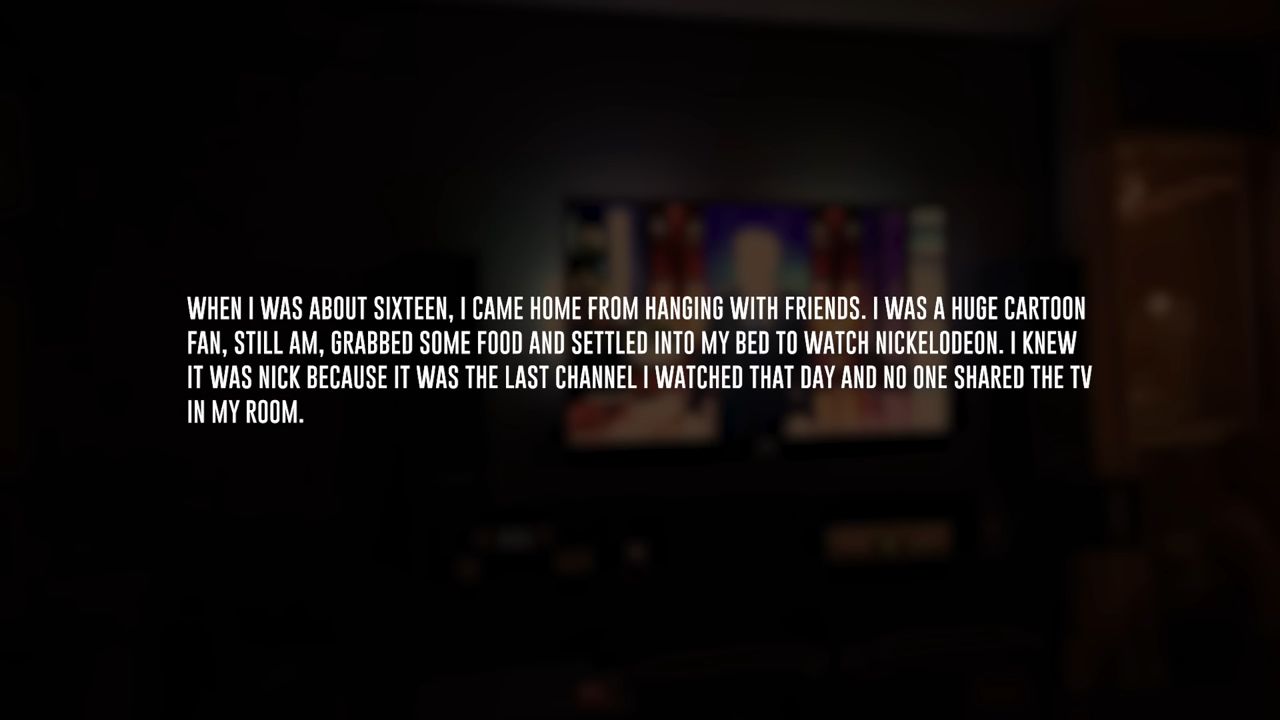 WHEN I WAS ABOUT SIXTEEN, I CAME HOME FROM HANGING WITH FRIENDS. I WAS A HUGE CARTOON
FAN, STILL AM, GRABBED SOME FOOD AND SETTLED INTO MY BED TO WATCH NICKELODEON. I KNEW
IT WAS NICK BECAUSE IT WAS THE LAST CHANNEL I WATCHED THAT DAY AND NO ONE SHARED THE TV
IN MY ROOM.